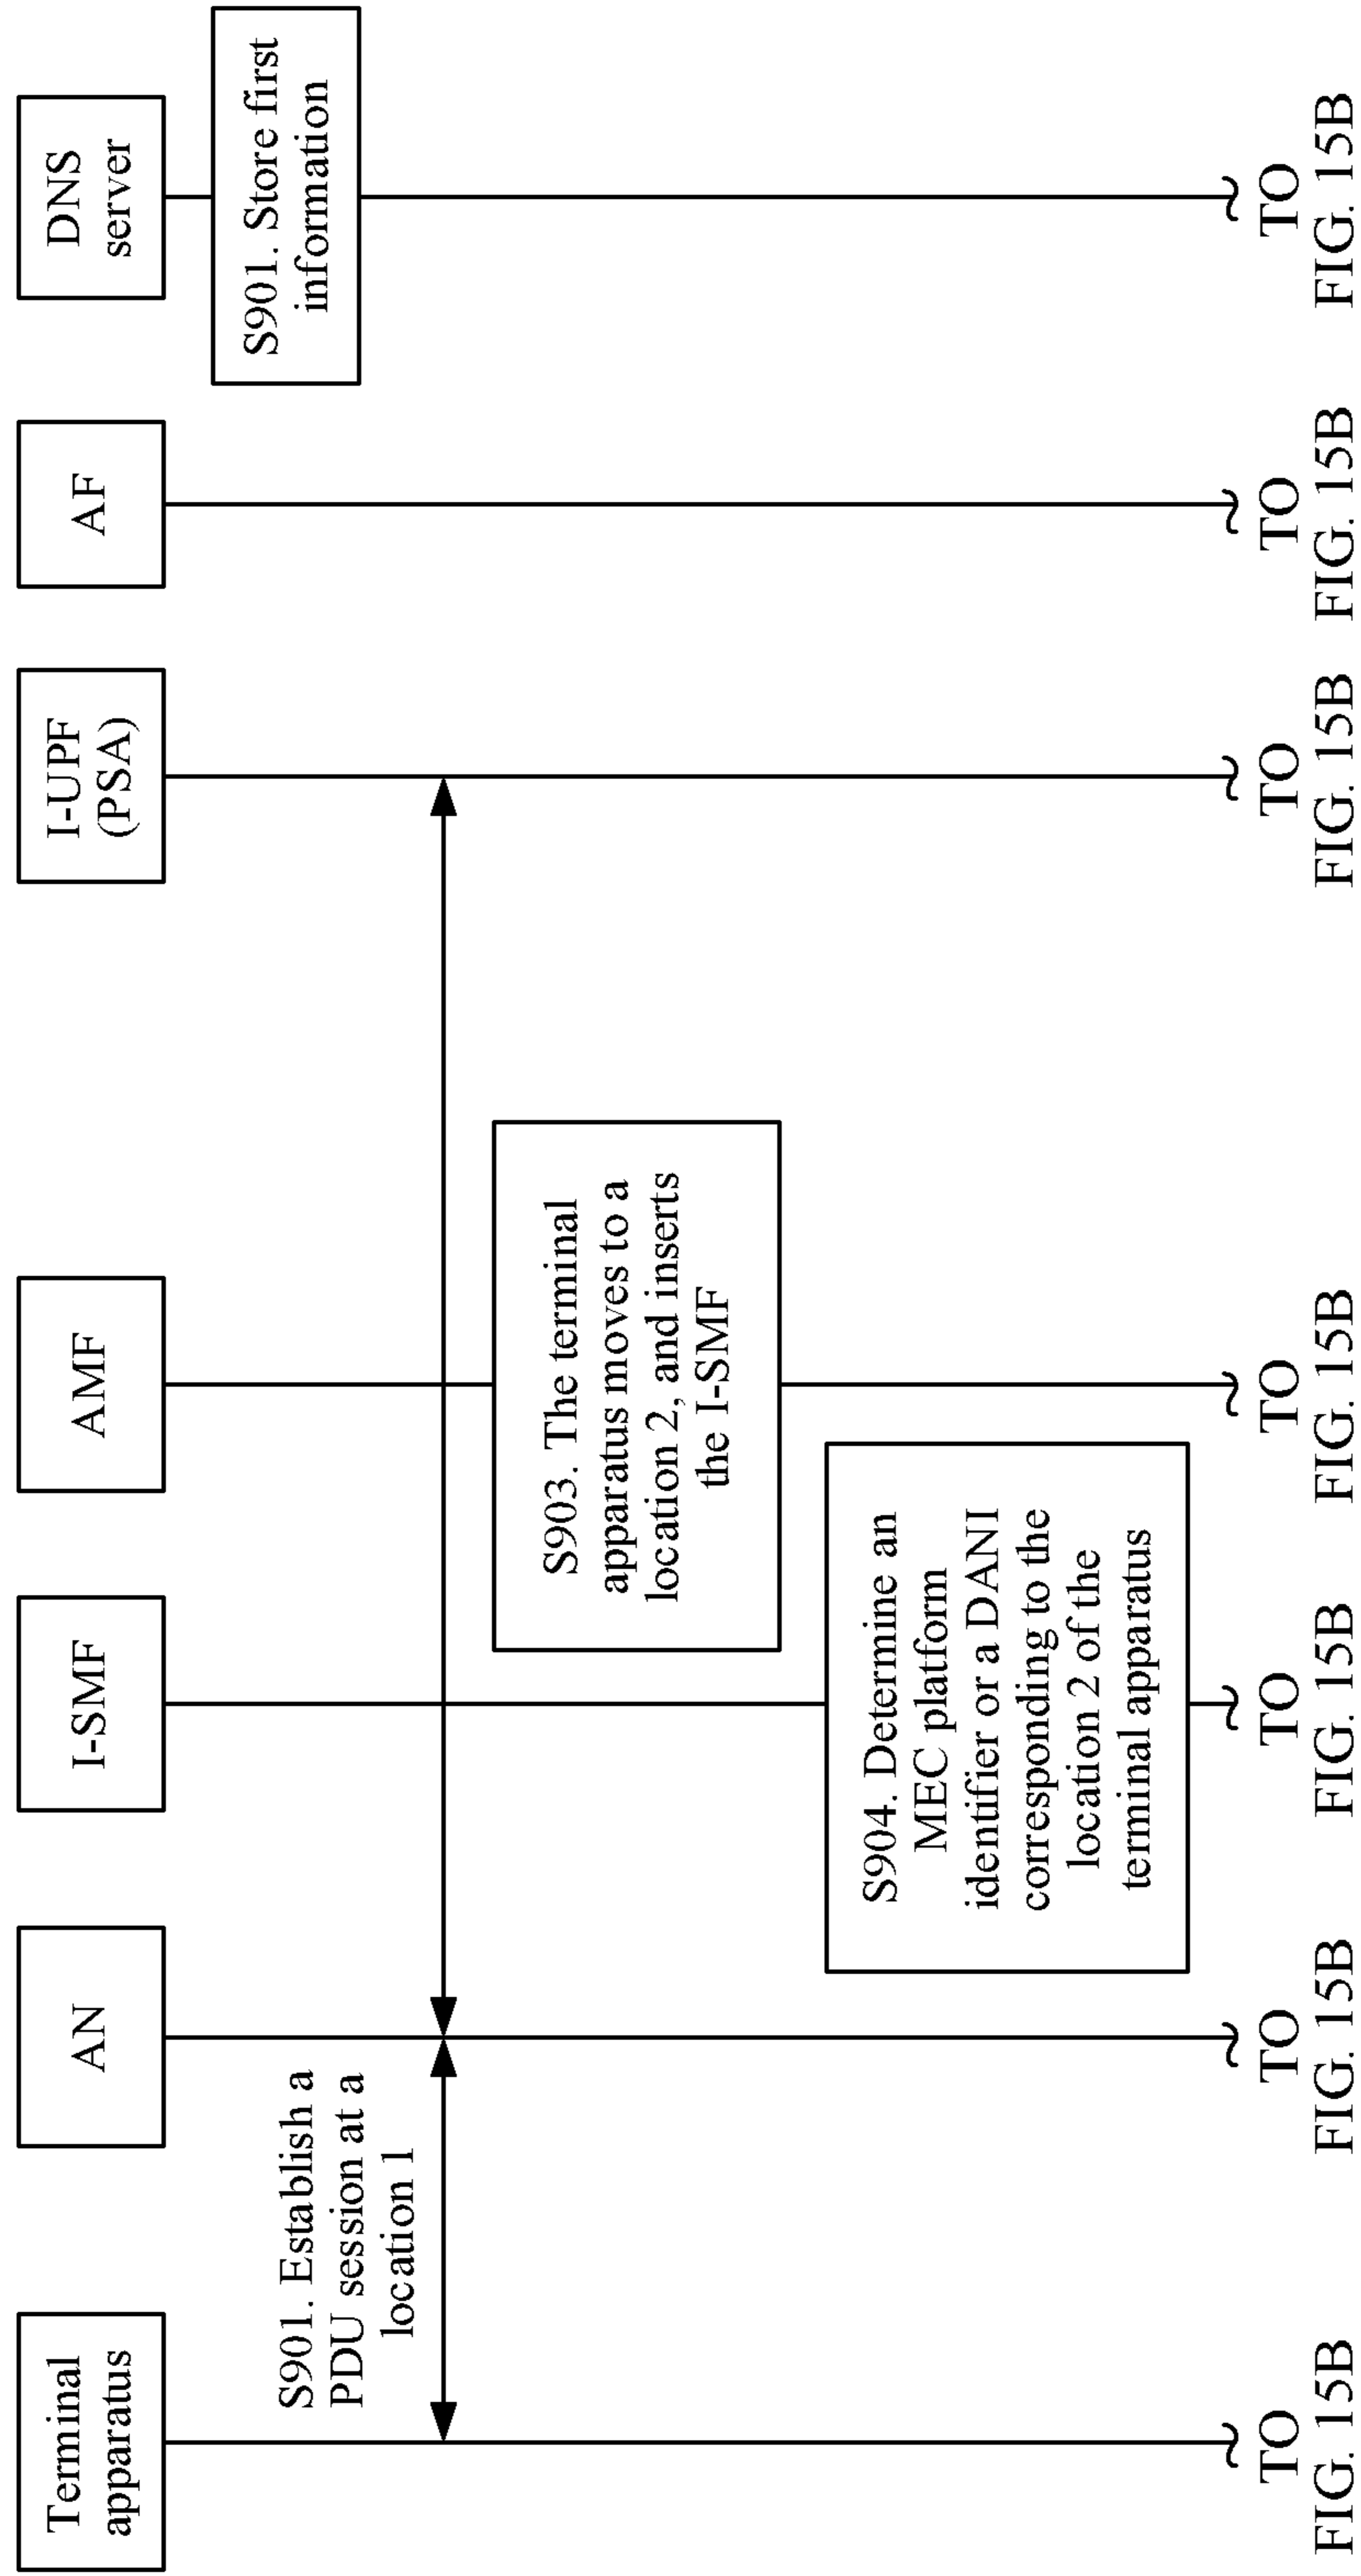 Terminal
apparatus
AN
I-SMF
AMF
I-UPF
(PSA)
AF
DNS
server
S901. Store first
information
S901. Establish a
PDU session at a
location 1
S903. The terminal
apparatus moves to a
location 2, and inserts
the I-SMF
S904. Determine an
MEC platform
identifier or a DANI
corresponding to the
location 2 of the
terminal apparatus
TO
FIG. 15B
TO
FIG. 15B
TO
FIG. 15B
TO
FIG. 15B
TO
FIG. 15B
TO
FIG. 15B
TO
FIG. 15B